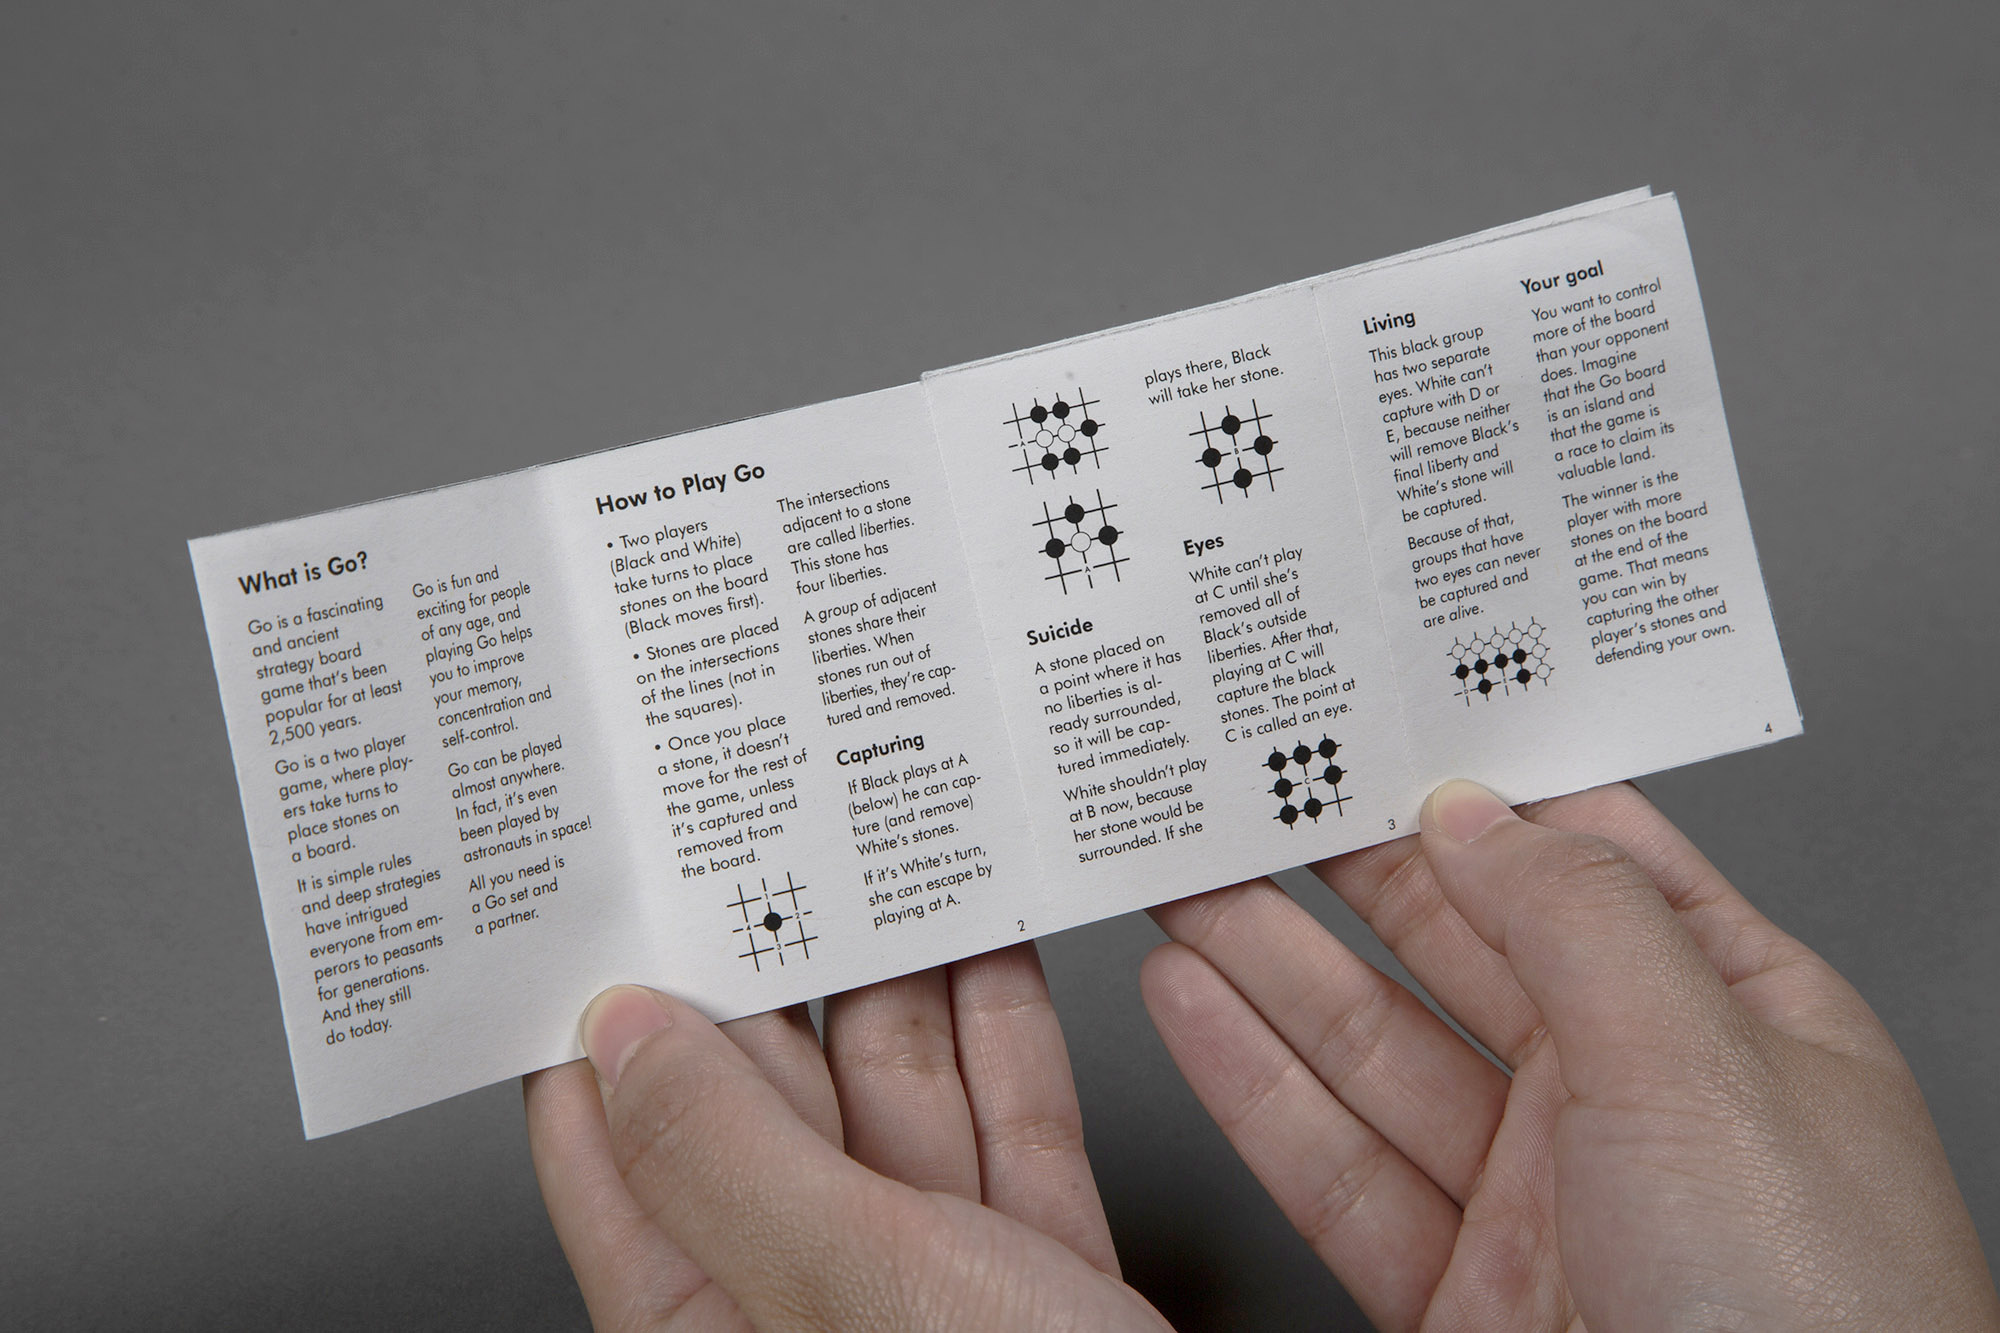 What is Go?
Go is a fascinating
and ancient
strategy board
game that's been
popular for at least
2,500 years.
Go is a two player
game, where play-
ers take turns to
place stones on
a board.
It is simple rules
and deep strategies
have intrigued
everyone from em-
perors to peasants
for generations.
And they still
do today.
Go is fun and
exciting for people
of any age, and
playing Go helps
you to improve
your memory,
concentration and
self-control.
Go can be played
almost anywhere.
In fact, it's even
been played by
astronauts in space!
All you need is
a Go set and
a partner.
How to Play Go
• Two players
(Black and White)
take turns to place
stones on the board
(Black moves first).
• Stones are placed
on the intersections
of the lines (not in
the squares).
• Once you place
a stone, it doesn't
move for the rest of
the game, unless
it's captured and
removed from
the board.
1
4 2
3
The intersections
adjacent to a stone
are called liberties.
This stone has
four liberties.
A group of adjacent
stones share their
liberties. When
stones run out of
liberties, they're cap-
tured and removed.
Capturing
If Black plays at A
(below) he can cap-
ture (and remove)
White's stones.
If it's White's turn,
she can escape by
playing at A.
2
A
A
Suicide
A stone placed on
a point where it has
no liberties is al-
ready surrounded,
so it will be cap-
tured immediately.
White shouldn't play
at B now, because
her stone would be
surrounded. If she
plays there, Black
will take her stone.
B
Eyes
White can't play
at C until she's
removed all of
Black's outside
liberties. After that,
playing at C will
capture the black
stones. The point at
C is called an eye.
C
3
Living
This black group
has two separate
eyes. White can't
capture with D or
E, because neither
will remove Black's
final liberty and
White's stone will
be captured.
Because of that,
groups that have
two eyes can never
be captured and
are alive.
D E
Your goal
You want to control
more of the board
than your opponent
does. Imagine
that the Go board
is an island and
that the game is
a race to claim its
valuable land.
The winner is the
player with more
stones on the board
at the end of the
game. That means
you can win by
capturing the other
player's stones and
defending your own.
4